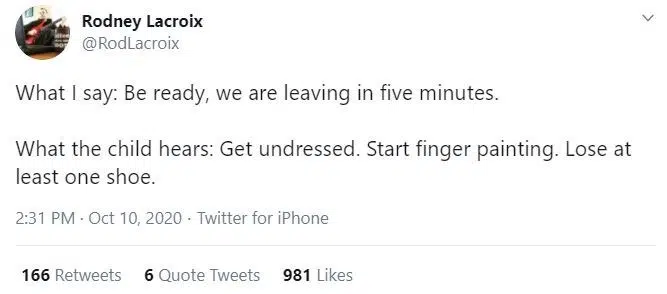 Rodney Lacroix
@RodLacroix
What I say: Be ready, we are leaving in five minutes.
What the child hears: Get undressed. Start finger painting. Lose at
least one shoe.
2:31 PM · Oct 10, 2020 · Twitter for iPhone
166 Retweets 6 Quote Tweets 981 Likes